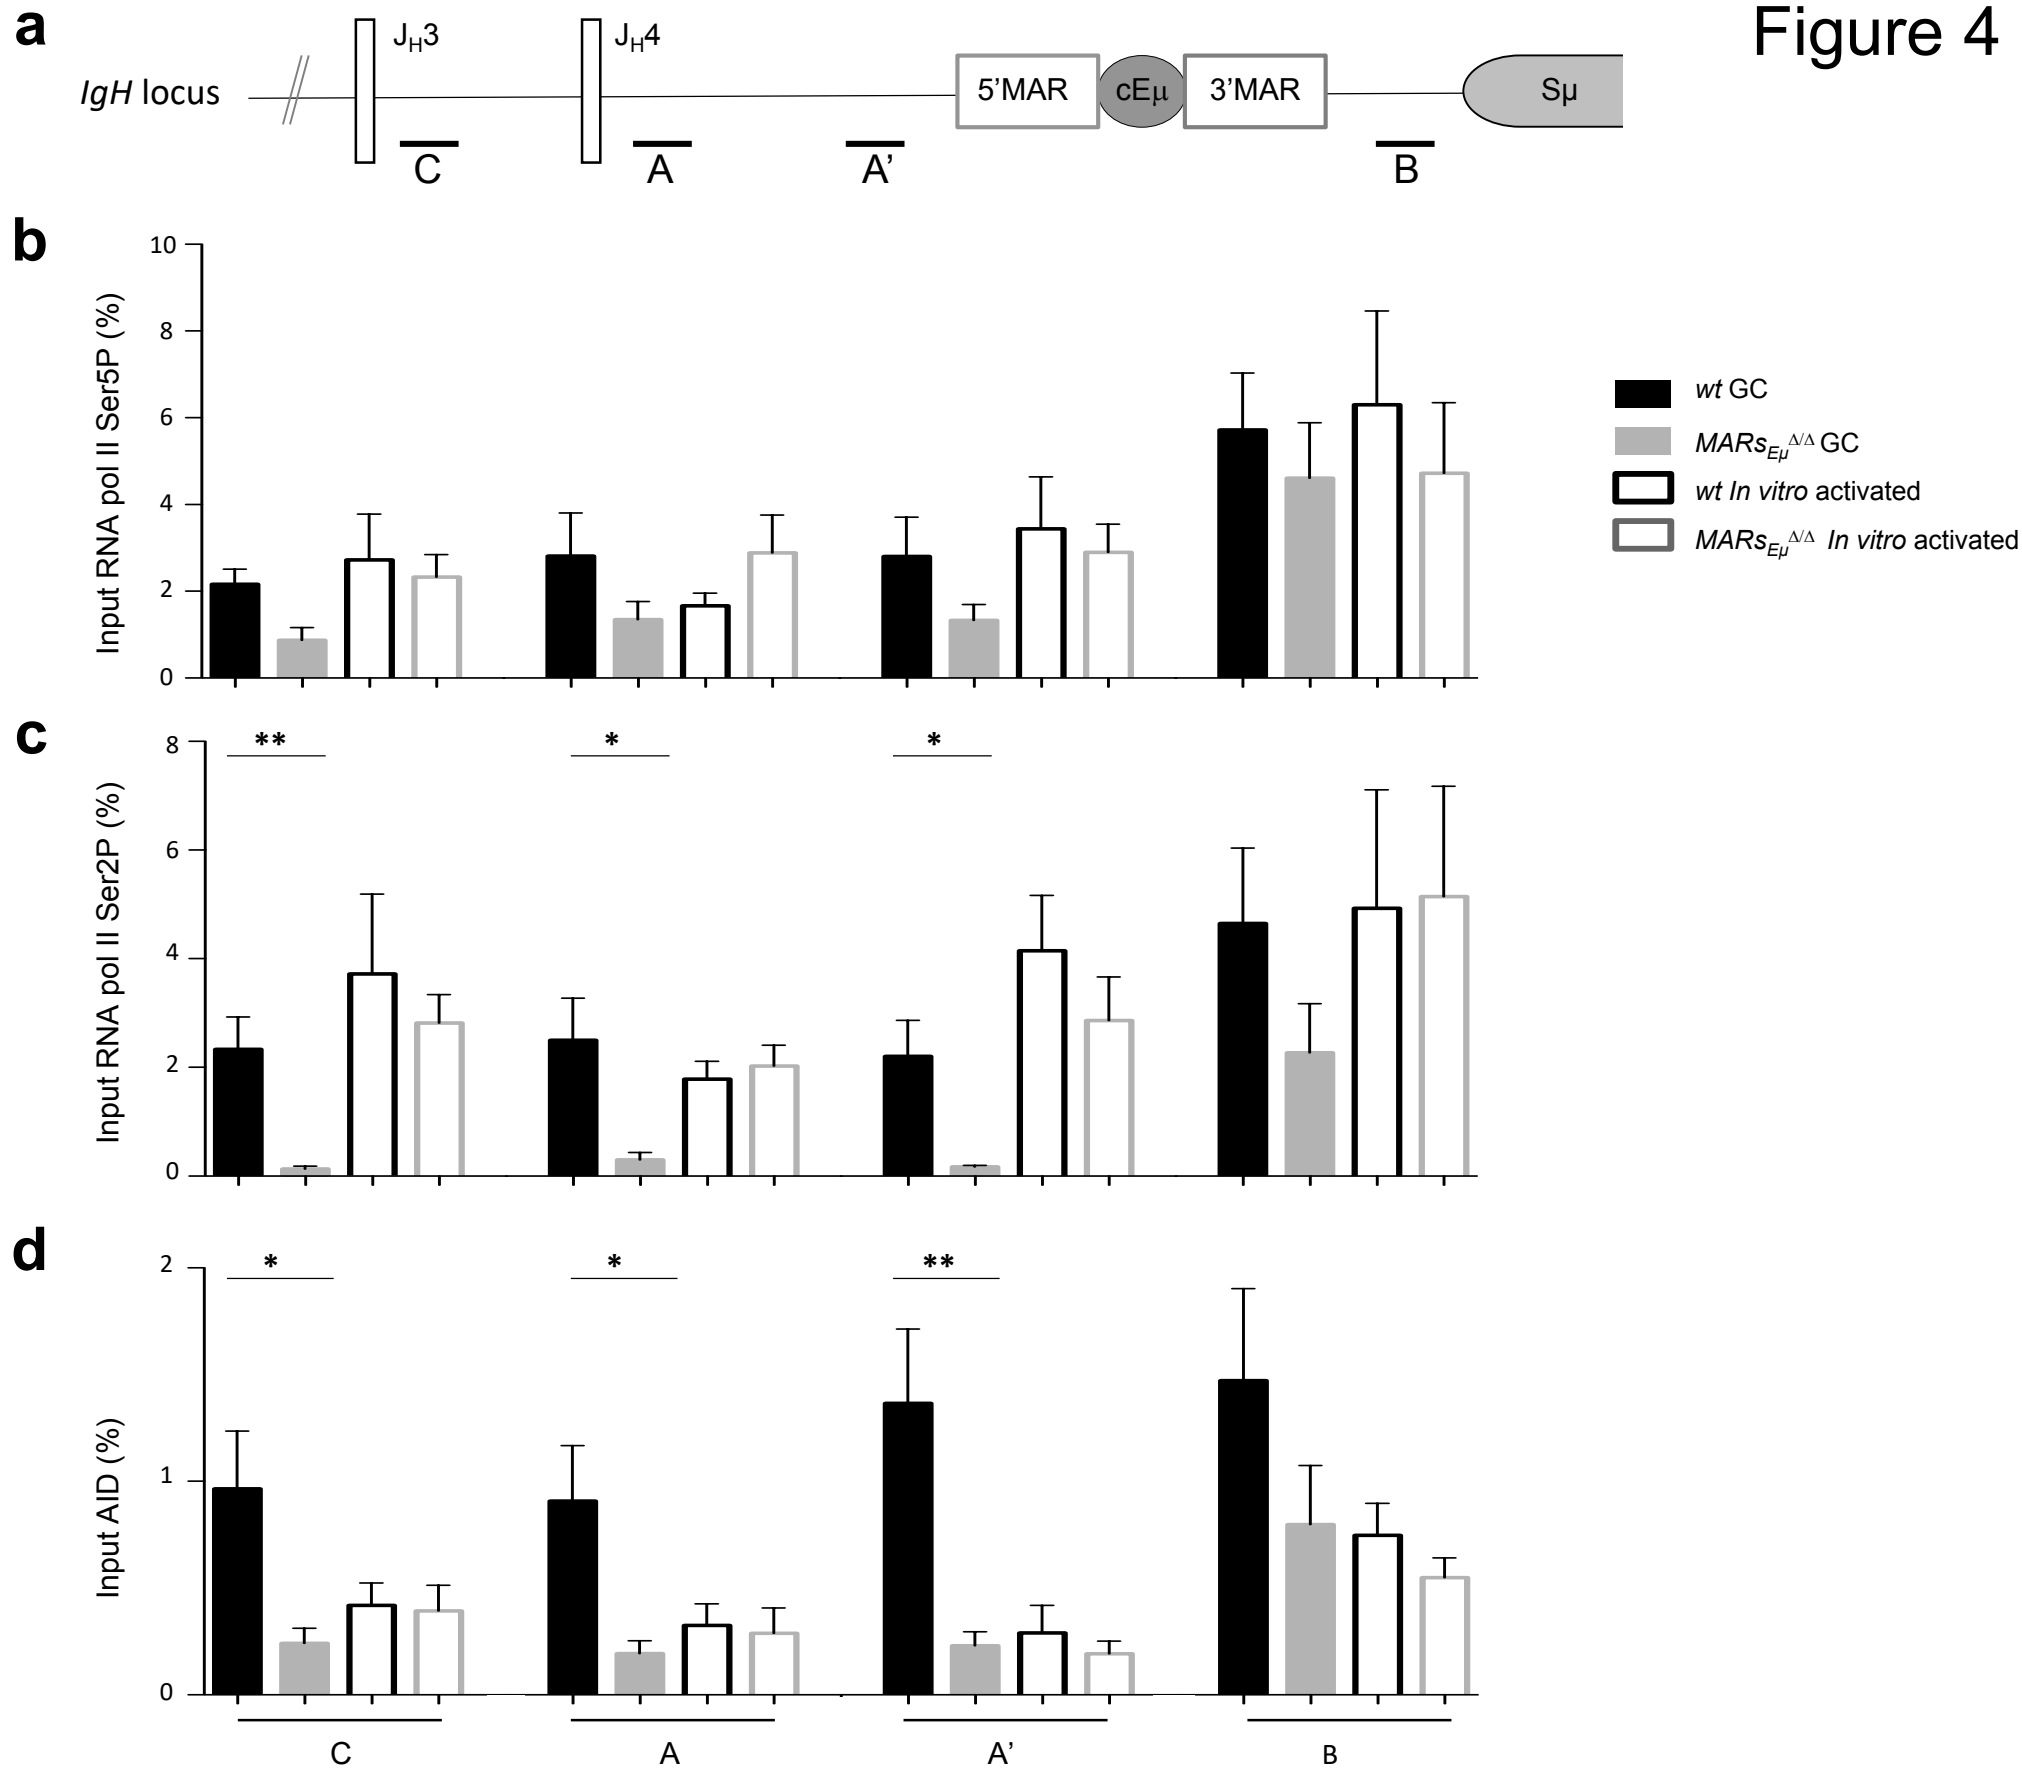 a
Figure 4
IgH locus
JH3
JH4
5’MAR
cEμ
3’MAR
Sμ
C
A
A’
B
b
Input RNA pol II Ser5P (%)
10
8
6
4
2
0
wt GC
MARsEμ Δ/Δ GC
wt In vitro activated
MARsEμ Δ/Δ In vitro activated
c
Input RNA pol II Ser2P (%)
8
6
4
2
0
**
*
*
d
Input AID (%)
2
1
0
*
*
**
C
A
A’
B